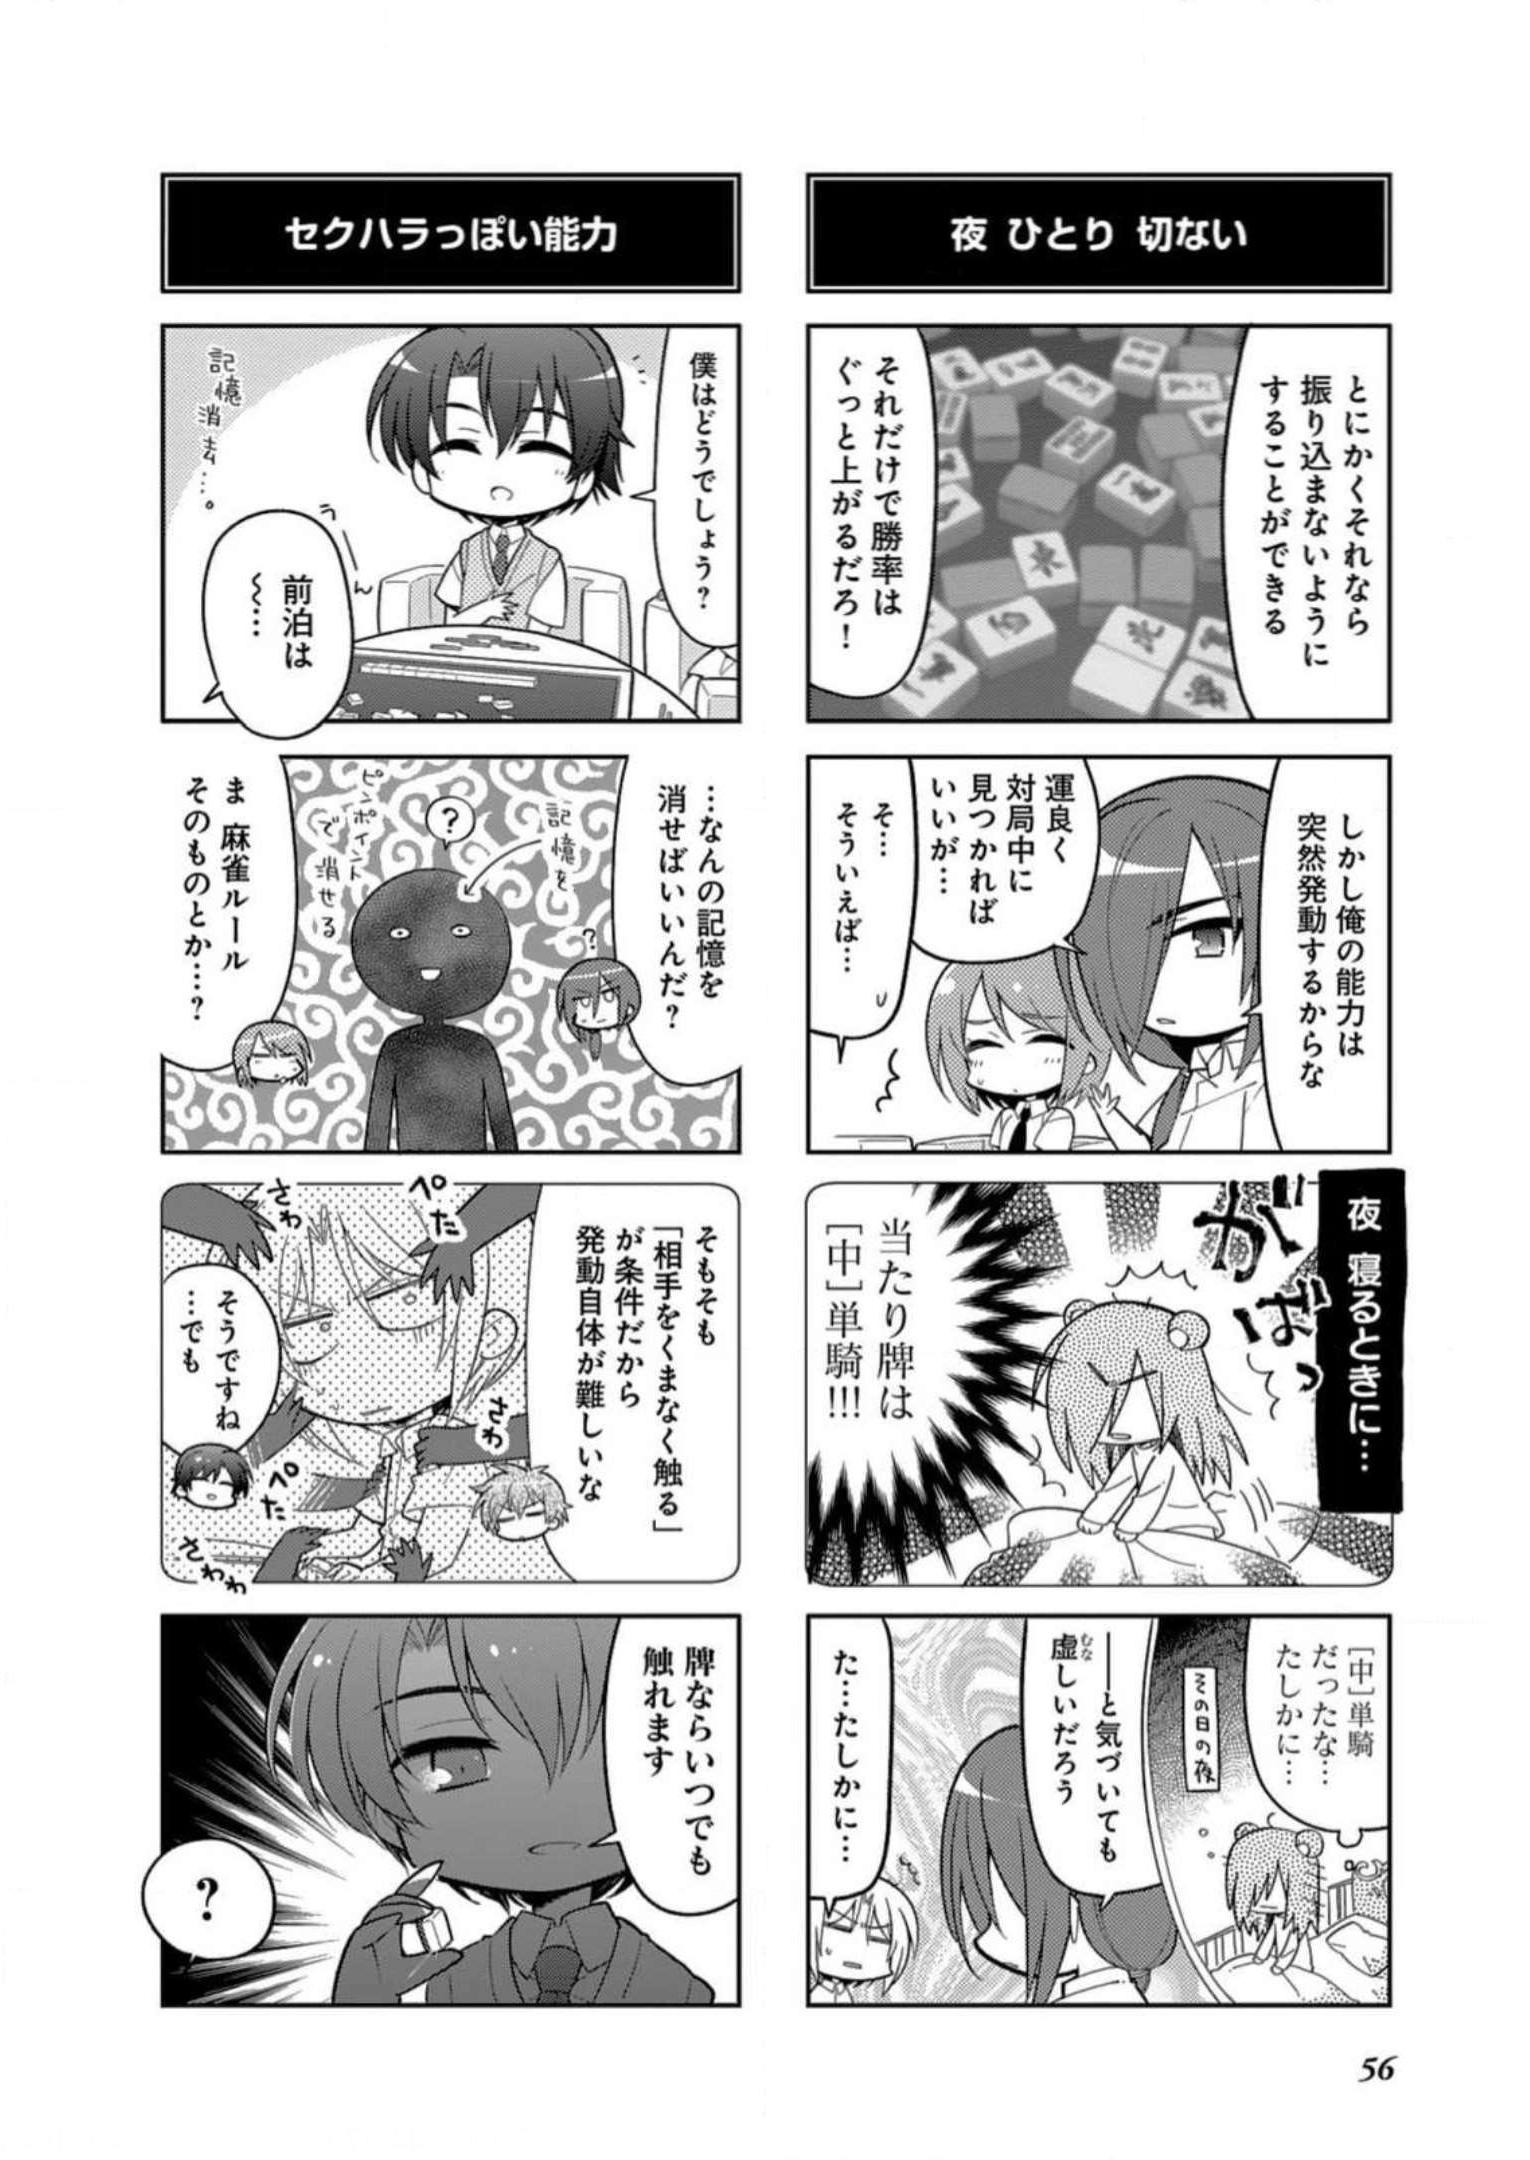 夜 ひとり 切ない
とにかくそれなら
振り込まないように
することができる
それだけで勝率は
ぐっと上がるだろ!
しかし俺の能力は
突然発動するからな
運良く
対局中に
見つかれば
いいが…
そ…
そういえば…
夜 寝るときに…
がばっ
当たり牌は
[中]単騎!!!
[中]単騎
だったな…
たしかに…
その日の夜
――と気づいても
虚しいだろう
むな
た…たしかに…
セクハラっぽい能力
僕はどうでしょう?
記憶
消去…。
うーん
前泊は
〜…
…なんの記憶を
消せばいいんだ?
記憶を
ピンポイント
で消せる
?
?
ま 麻雀ルール
そのものとか…?
そもそも
「相手をくまなく触る」
が条件だから
発動自体が難しいな
ぺた
さわ
さわ
ぺた
さわわ
そうですね
…でも
牌ならいつでも
触れます
?
56